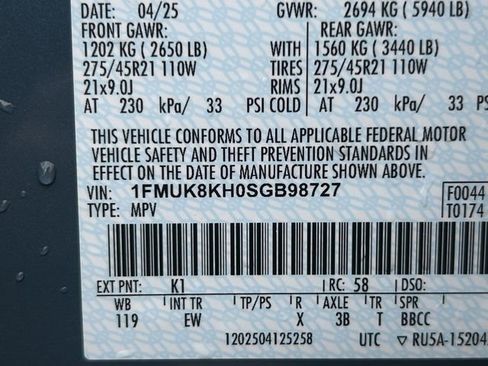 DATE: 04/25 GVWR: 2694 KG ( 5940 LB)
FRONT GAWR: REAR GAWR:
1202 KG ( 2650 LB) WITH 1560 KG ( 3440 LB)
275/45R21 110W TIRES 275/45R21 110W
21x9.0J RIMS 21x9.0J
AT 230 kPa/ 33 PSI COLD AT 230 kPa/ 33 PS
THIS VEHICLE CONFORMS TO ALL APPLICABLE FEDERAL MOTOR
VEHICLE SAFETY AND THEFT PREVENTION STANDARDS IN
EFFECT ON THE DATE OF MANUFACTURE SHOWN ABOVE.
VIN: 1FMUK8KH0SGB98727 F0044
TYPE: MPV T0174
EXT PNT: K1 RC: 58 DSO:
WB INT TR TP/PS R AXLE TR SPR
119 EW X 3B T BBCC
1202504125258 UTC ▽ RU5A-15204